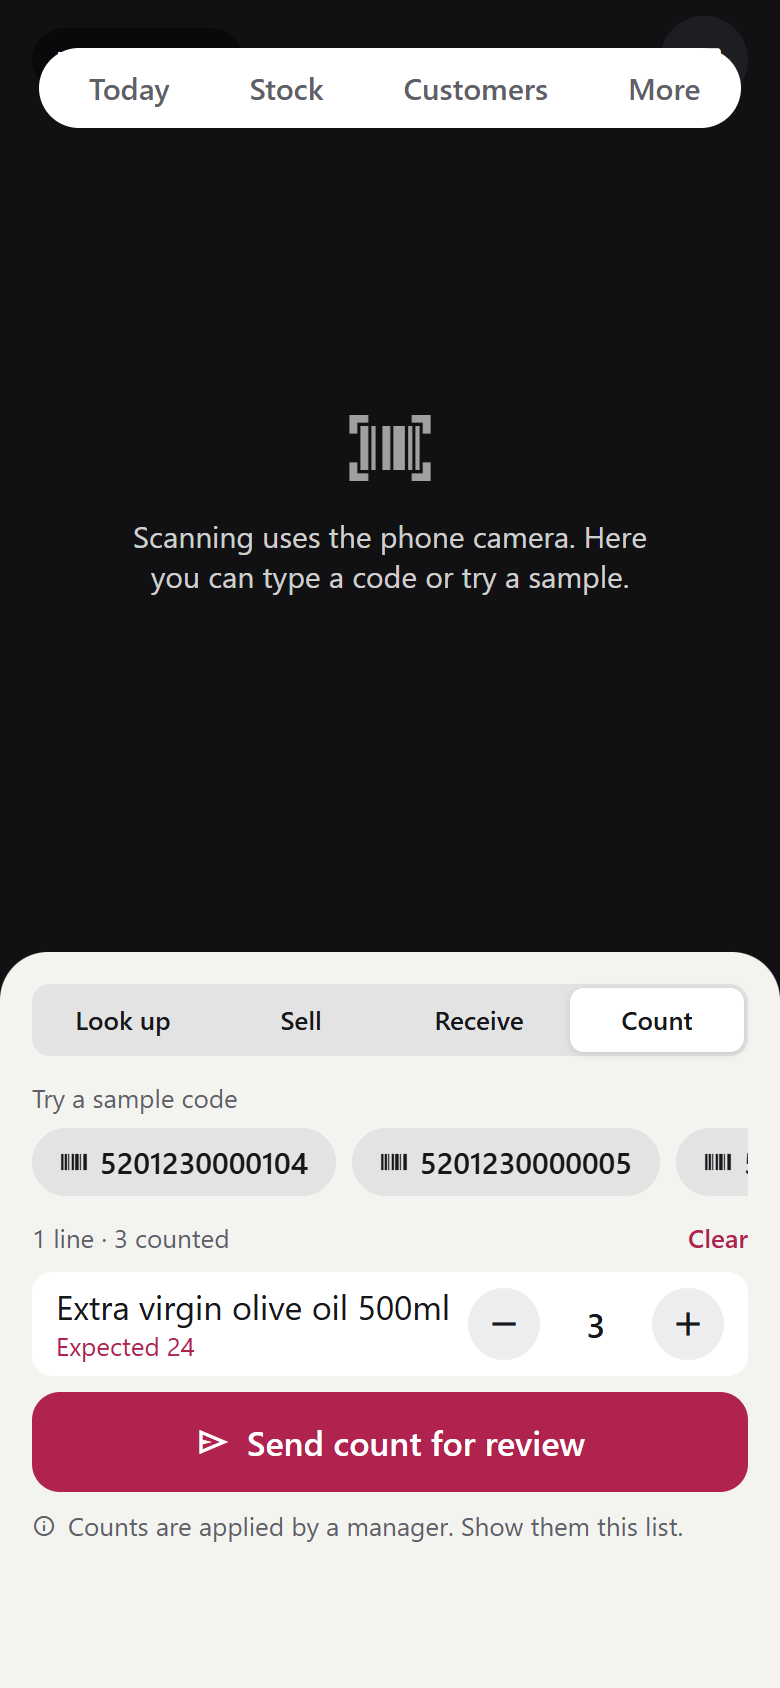 Today Stock Customers More
Scanning uses the phone camera. Here
you can type a code or try a sample.
Look up Sell Receive Count
Try a sample code
5201230000104 5201230000005
1 line · 3 counted Clear
Extra virgin olive oil 500ml
Expected 24
3
Send count for review
Counts are applied by a manager. Show them this list.